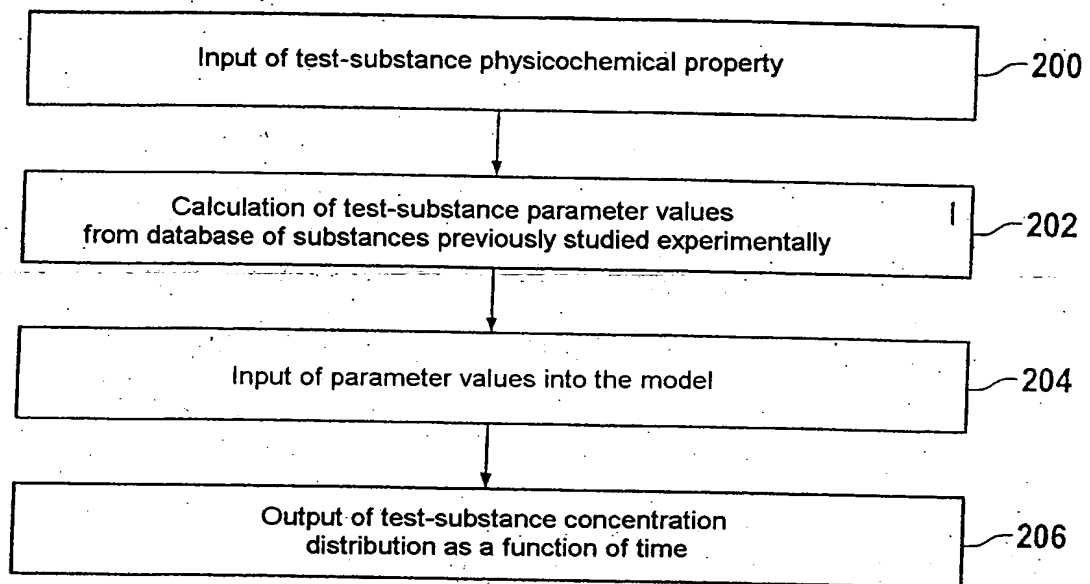 Input of test-substance physicochemical property
200
Calculation of test-substance parameter values
from database of substances previously studied experimentally
202
Input of parameter values into the model
204
Output of test-substance concentration
distribution as a function of time
206